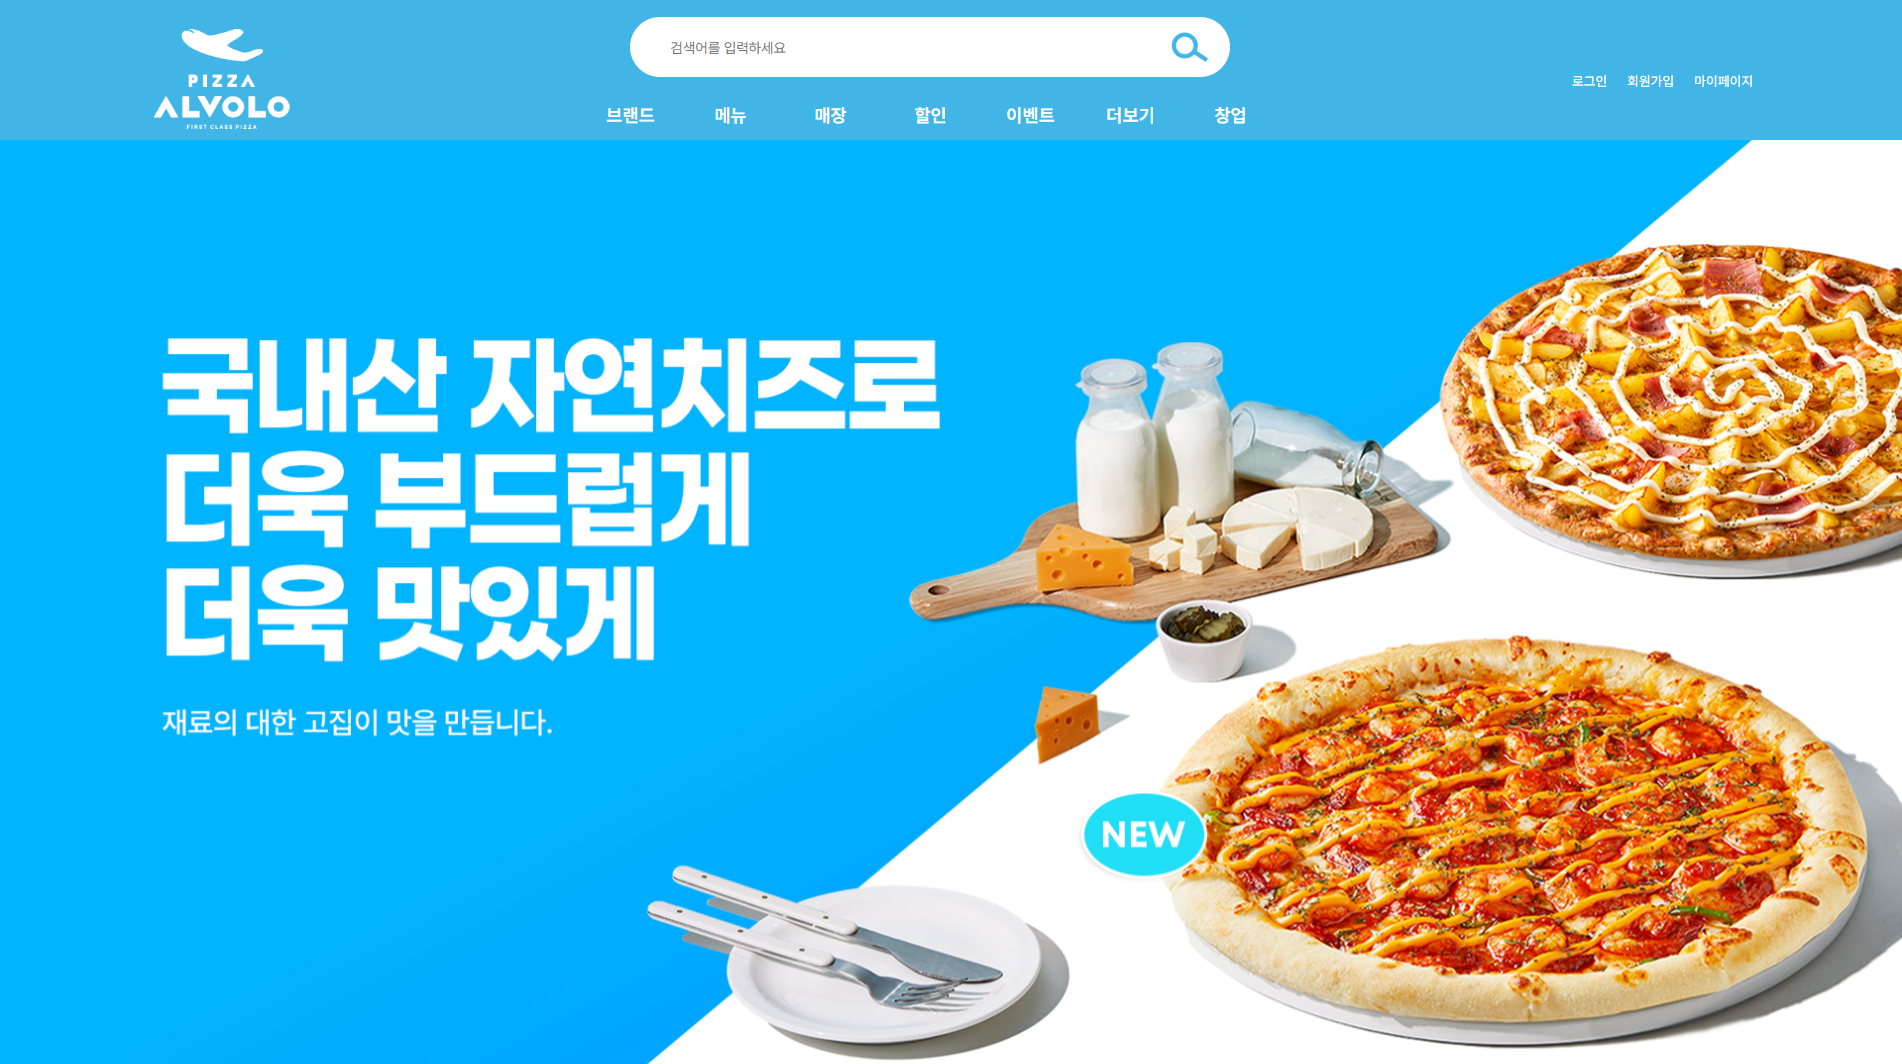 PIZZA
ALVOLO
FIRST CLASS PIZZA
검색어를 입력하세요
로그인 회원가입 마이페이지
브랜드 메뉴 매장 할인 이벤트 더보기 창업
국내산 자연치즈로
더욱 부드럽게
더욱 맛있게
재료의 대한 고집이 맛을 만듭니다.
NEW